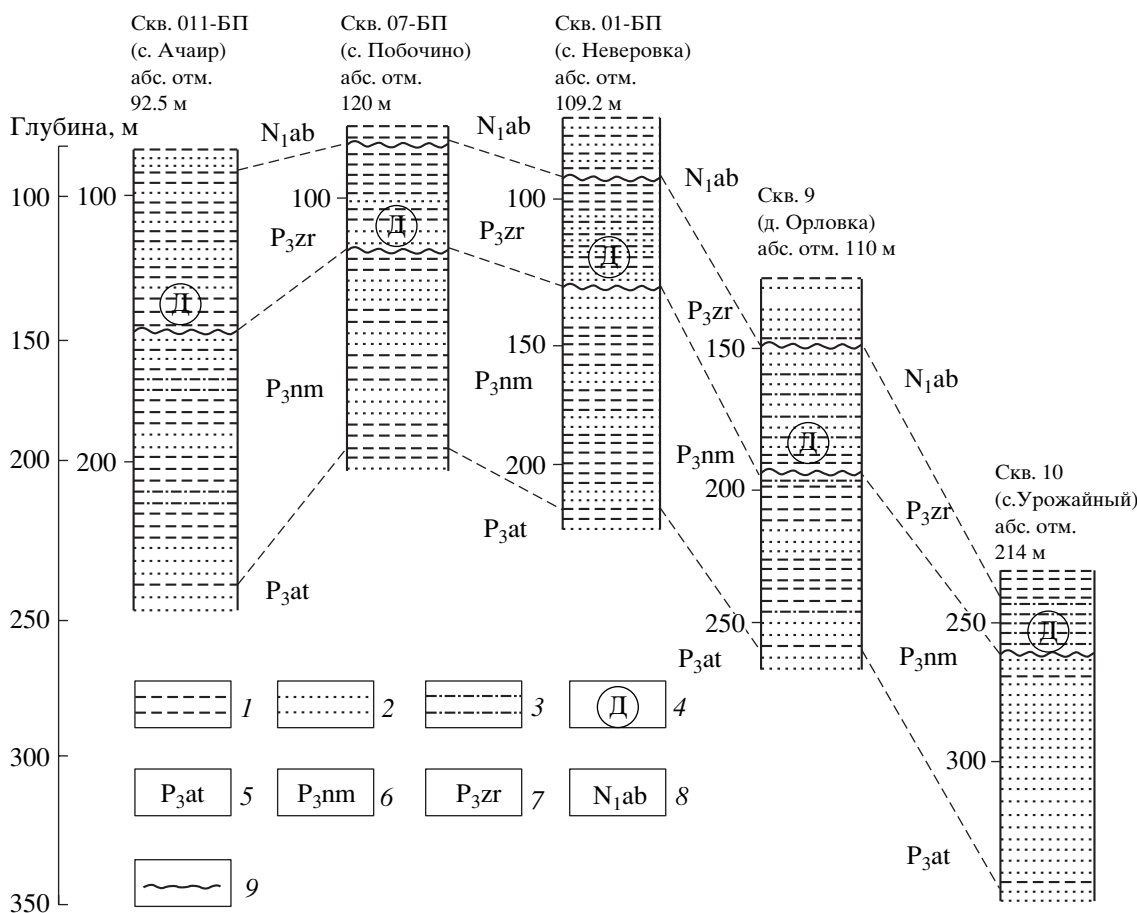 Скв. 011-БП
(с. Ачаир)
абс. отм.
92.5 м
Скв. 07-БП
(с. Побочино)
абс. отм.
120 м
Скв. 01-БП
(с. Неверовка)
абс. отм.
109.2 м
Скв. 9
(д. Орловка)
абс. отм. 110 м
Скв. 10
(с.Урожайный)
абс. отм.
214 м
Глубина, м
100
150
200
250
300
350
100
200
Д
N₁ab
P₃zr
P₃nm
P₃at
100
Д
N₁ab
P₃zr
P₃nm
P₃at
100
150
200
Д
N₁ab
P₃zr
P₃nm
P₃at
150
200
250
Д
N₁ab
P₃zr
P₃nm
P₃at
250
300
Д
1
2
3
Д 4
P₃at 5
P₃nm 6
P₃zr 7
N₁ab 8
9